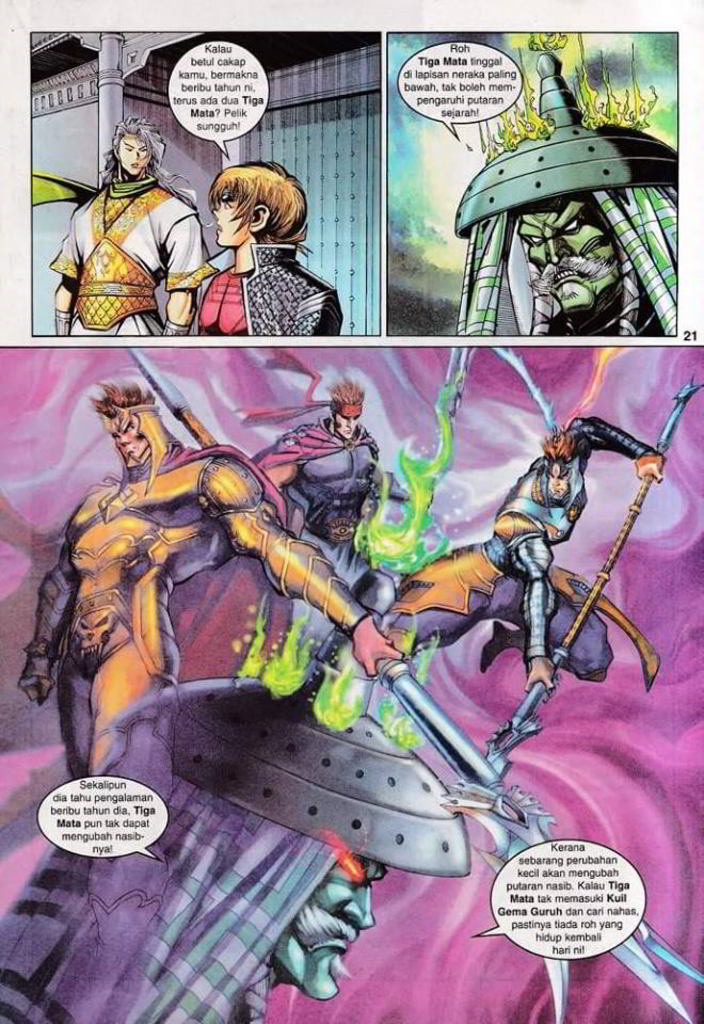 Kalau
betul cakap
kamu, bermakna
beribu tahun ni,
terus ada dua Tiga
Mata? Pelik
sungguh!
Roh
Tiga Mata tinggal
di lapisan neraka paling
bawah, tak boleh mem-
pengaruhi putaran
sejarah!
21
Sekalipun
dia tahu pengalaman
beribu tahun dia, Tiga
Mata pun tak dapat
mengubah nasib-
nya!
Kerana
sebarang perubahan
kecil akan mengubah
putaran nasib. Kalau Tiga
Mata tak memasuki Kuil
Gema Guruh dan cari nahas,
pastinya tiada roh yang
hidup kembali
hari ni!